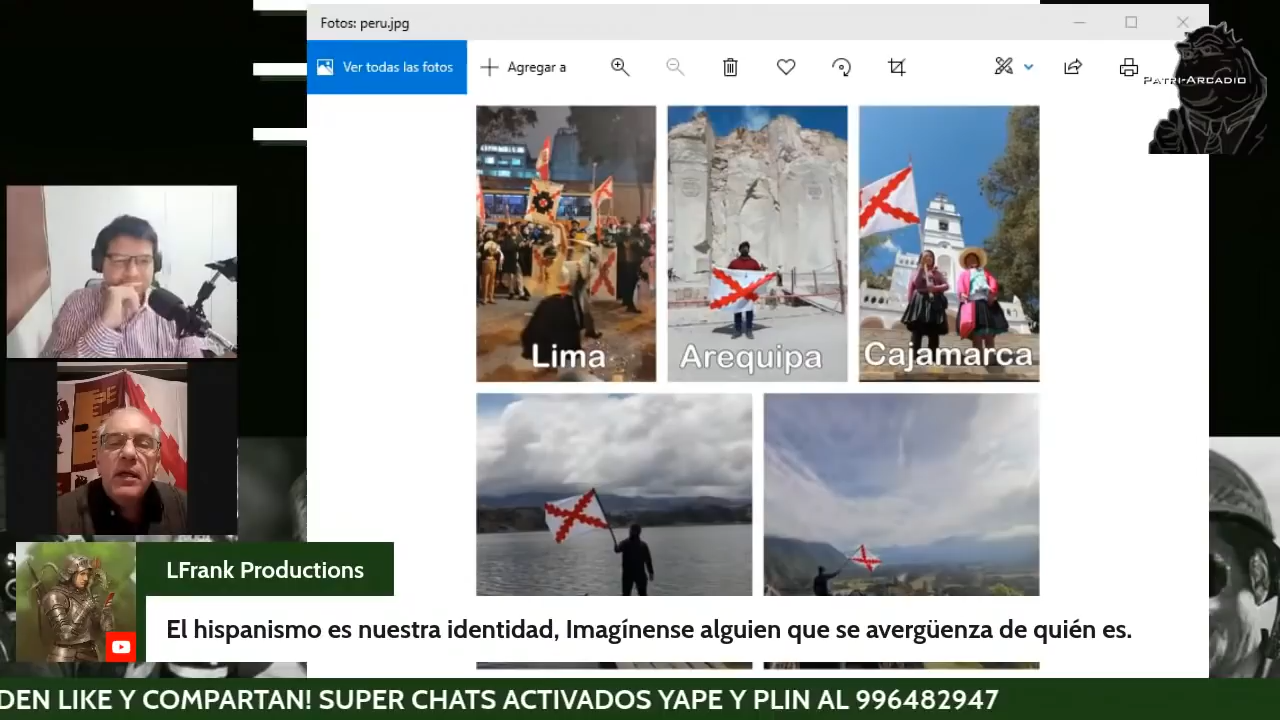 Fotos: peru.jpg
Ver todas las fotos
Agregar a
PATRI-ARCADIO
Lima
Arequipa
Cajamarca
LFrank Productions
El hispanismo es nuestra identidad, Imagínense alguien que se avergüenza de quién es.
DEN LIKE Y COMPARTAN! SUPER CHATS ACTIVADOS YAPE Y PLIN AL 996482947